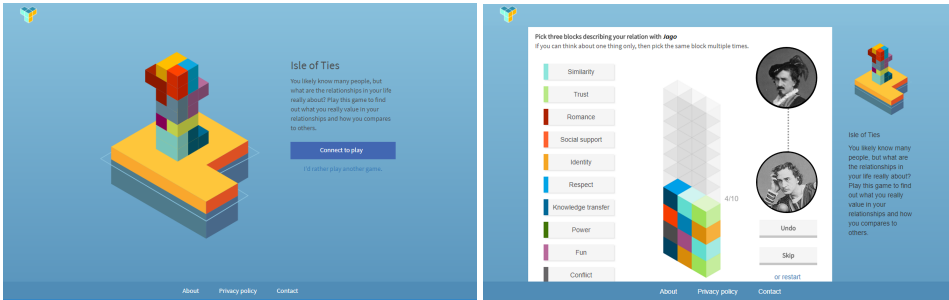 Isle of Ties
You likely know many people, but
what are the relationships in your life
really about? Play this game to find
out what you really value in your
relationships and how you compares
to others.
Connect to play
I'd rather play another game.
About Privacy policy Contact
Pick three blocks describing your relation with Iago
If you can think about one thing only, then pick the same block multiple times.
Similarity
Trust
Romance
Social support
Identity
Respect
Knowledge transfer
Power
Fun
Conflict
4/10
Undo
Skip
or restart
Isle of Ties
You likely know many
people, but what are
the relationships in
your life really about?
Play this game to find
out what you really
value in your
relationships and how
you compares to
others.
About Privacy policy Contact